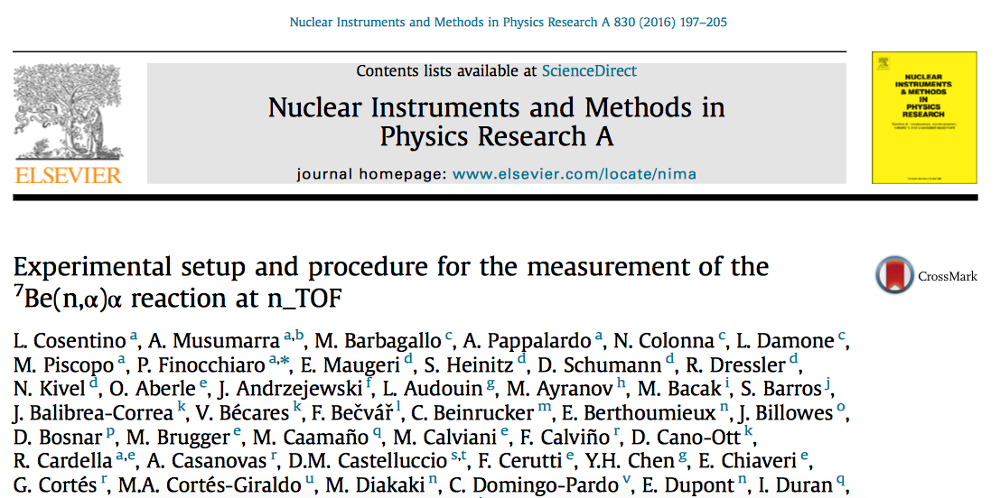 Nuclear Instruments and Methods in Physics Research A 830 (2016) 197–205
Contents lists available at ScienceDirect
Nuclear Instruments and Methods in
Physics Research A
journal homepage: www.elsevier.com/locate/nima
ELSEVIER
NUCLEAR
INSTRUMENTS
& METHODS
IN
PHYSICS
RESEARCH
Experimental setup and procedure for the measurement of the
⁷Be(n,α)α reaction at n_TOF
CrossMark
L. Cosentino a, A. Musumarra a,b, M. Barbagallo c, A. Pappalardo a, N. Colonna c, L. Damone c,
M. Piscopo a, P. Finocchiaro a,*, E. Maugeri d, S. Heinitz d, D. Schumann d, R. Dressler d,
N. Kivel d, O. Aberle e, J. Andrzejewski f, L. Audouin g, M. Ayranov h, M. Bacak i, S. Barros j,
J. Balibrea-Correa k, V. Bécares k, F. Bečvář l, C. Beinrucker m, E. Berthoumieux n, J. Billowes o,
D. Bosnar p, M. Brugger e, M. Caamaño q, M. Calviani e, F. Calviño r, D. Cano-Ott k,
R. Cardella a,e, A. Casanovas r, D.M. Castelluccio s,t, F. Cerutti e, Y.H. Chen g, E. Chiaveri e,
G. Cortés r, M.A. Cortés-Giraldo u, M. Diakaki n, C. Domingo-Pardo v, E. Dupont n, I. Duran q,